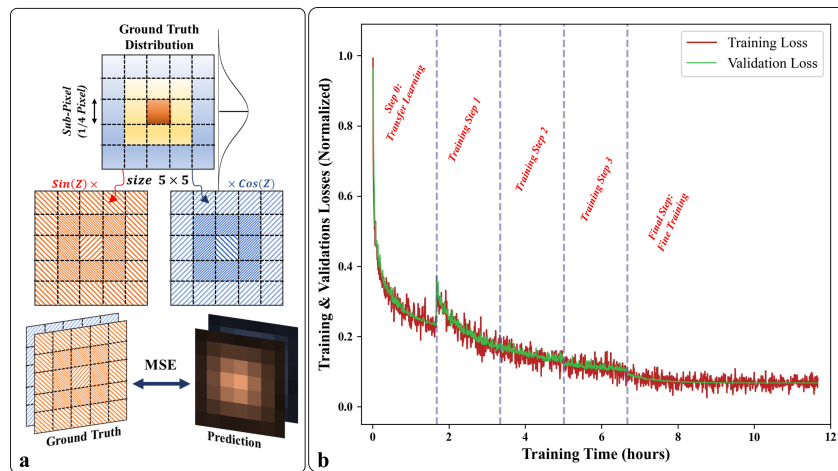 Ground Truth
Distribution
Sub-Pixel
(1/4 Pixel)
Sin(Z) ×
size 5 × 5
× Cos(Z)
MSE
Ground Truth
Prediction
a
Training & Validations Losses (Normalized)
1.0
0.8
0.6
0.4
0.2
0.0
Step 0:
Transfer Learning
Training Step 1
Training Step 2
Training Step 3
Final Step:
Fine Training
Training Loss
Validation Loss
0
2
4
6
8
10
12
Training Time (hours)
b